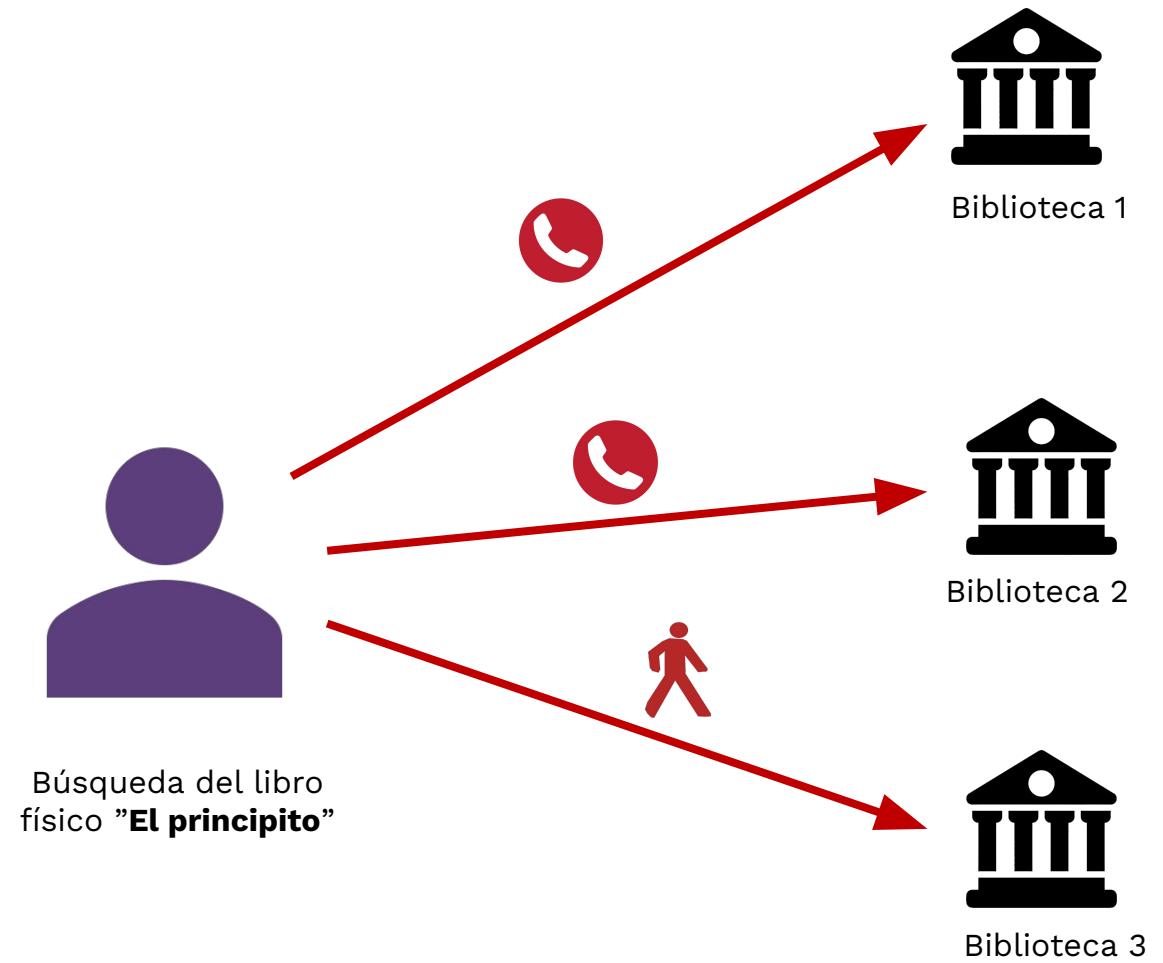 Biblioteca 1
Biblioteca 2
Búsqueda del libro
físico ”El principito”
Biblioteca 3